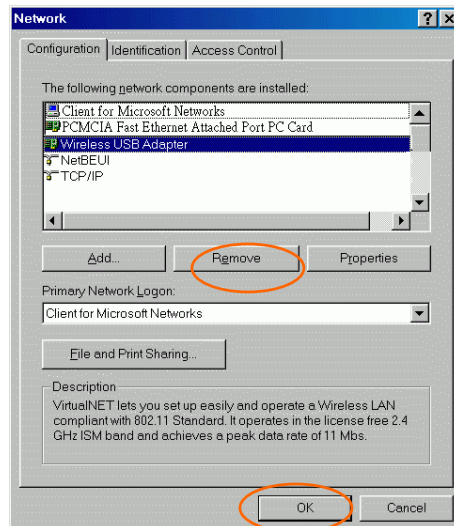 Network
Configuration Identification Access Control
The following network components are installed:
Client for Microsoft Networks
PCMCIA Fast Ethernet Attached Port PC Card
Wireless USB Adapter
NetBEUI
TCP/IP
Add... Remove Properties
Primary Network Logon:
Client for Microsoft Networks
File and Print Sharing...
Description
VirtualNET lets you set up easily and operate a Wireless LAN
compliant with 802.11 Standard. It operates in the license free 2.4
GHz ISM band and achieves a peak data rate of 11 Mbs.
OK Cancel